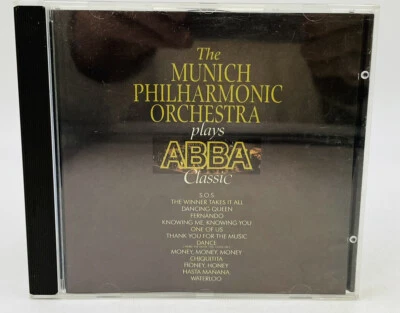 The
MUNICH
PHILHARMONIC
ORCHESTRA
plays
ABBA
Classic
S.O.S.
THE WINNER TAKES IT ALL
DANCING QUEEN
FERNANDO
KNOWING ME, KNOWING YOU
ONE OF US
THANK YOU FOR THE MUSIC
DANCE
MONEY, MONEY, MONEY
CHIQUITITA
HONEY, HONEY
HASTA MANANA
WATERLOO